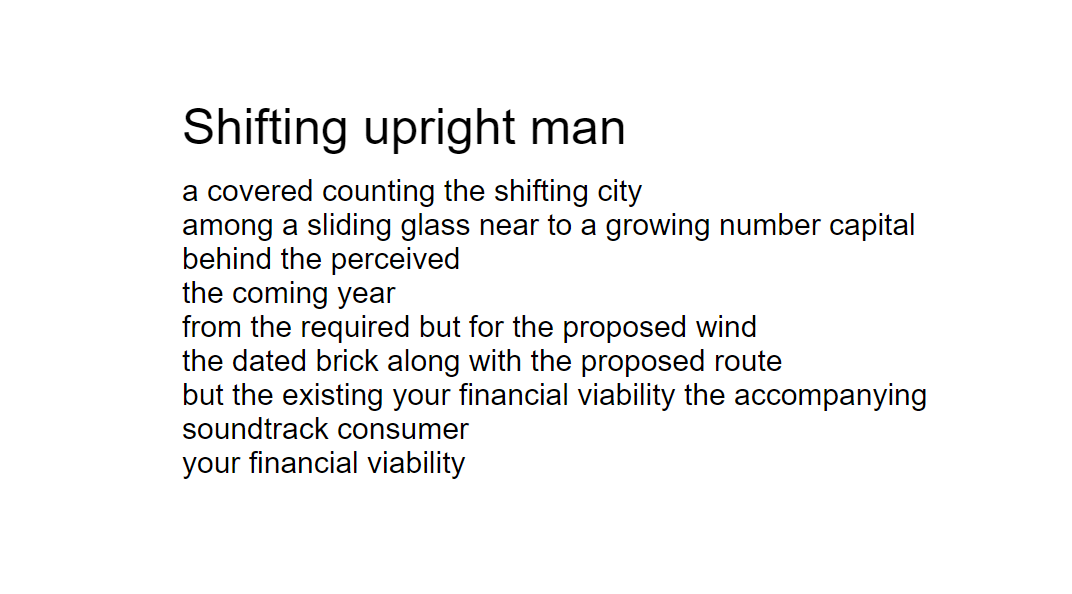 Shifting upright man
a covered counting the shifting city
among a sliding glass near to a growing number capital
behind the perceived
the coming year
from the required but for the proposed wind
the dated brick along with the proposed route
but the existing your financial viability the accompanying
soundtrack consumer
your financial viability